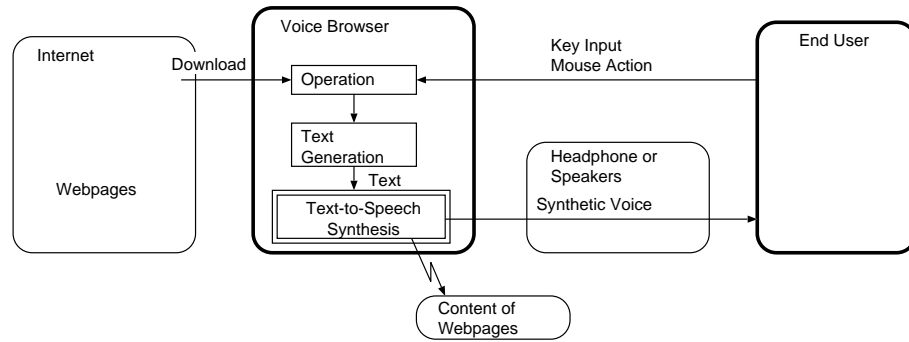 Voice Browser
Internet
Download
Webpages
Operation
Text
Generation
Text
Text-to-Speech
Synthesis
Key Input
Mouse Action
End User
Headphone or
Speakers
Synthetic Voice
Content of
Webpages